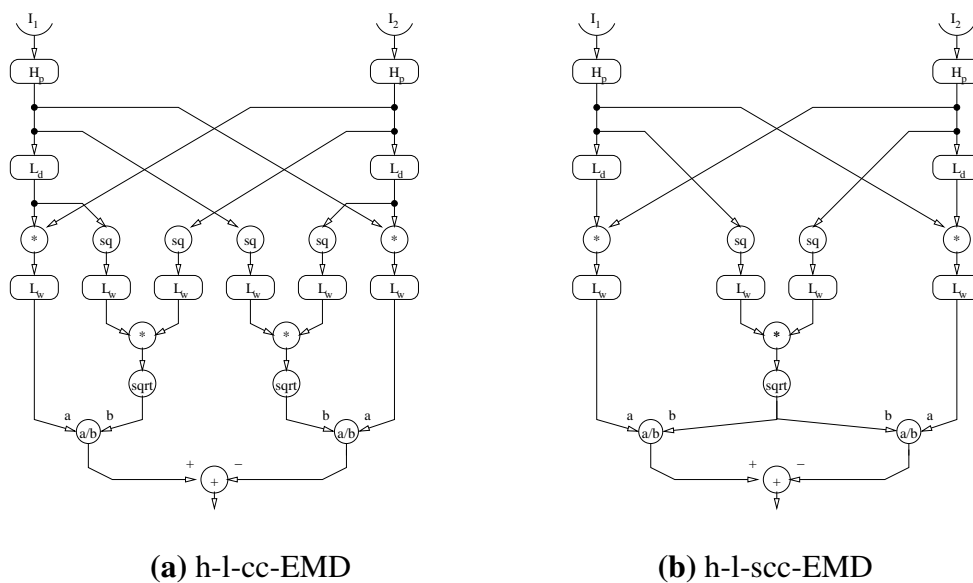 I1 I2 I1 I2
Hp Hp Hp Hp
Ld Ld Ld Ld
* sq sq sq sq * * sq sq *
Lw Lw Lw Lw Lw Lw Lw Lw Lw Lw
* * *
sqrt sqrt sqrt
a b b a a b b a
a/b a/b a/b a/b
+ − + −
+ +
(a) h-l-cc-EMD (b) h-l-scc-EMD